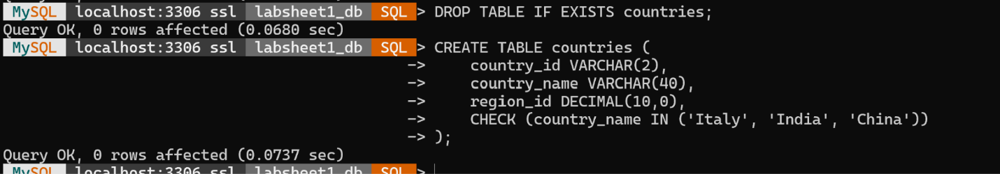 MySQL localhost:3306 ssl labsheet1_db SQL > DROP TABLE IF EXISTS countries;
Query OK, 0 rows affected (0.0680 sec)
MySQL localhost:3306 ssl labsheet1_db SQL > CREATE TABLE countries (
-> country_id VARCHAR(2),
-> country_name VARCHAR(40),
-> region_id DECIMAL(10,0),
-> CHECK (country_name IN ('Italy', 'India', 'China'))
-> );
Query OK, 0 rows affected (0.0737 sec)
MySQL localhost:3306 ssl labsheet1_db SQL >